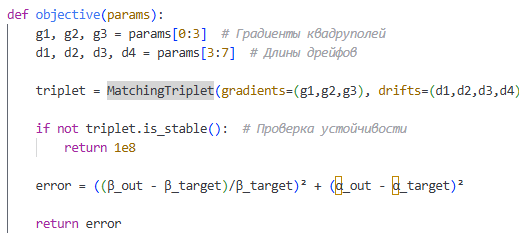 def objective(params):
g1, g2, g3 = params[0:3]  # Градиенты квадруполей
d1, d2, d3, d4 = params[3:7]  # Длины дрейфов
triplet = MatchingTriplet(gradients=(g1,g2,g3), drifts=(d1,d2,d3,d4)
if not triplet.is_stable():  # Проверка устойчивости
return 1e8
error = ((β_out - β_target)/β_target)² + (α_out - α_target)²
return error